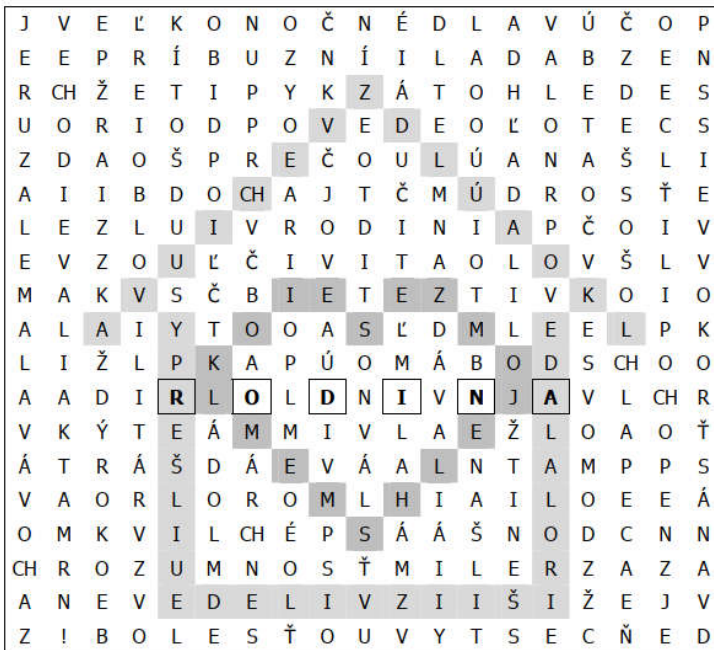 J V E Ľ K O N O Č N É D L A V Ú Č O P
E E P R Í B U Z N Í I L A D A B Z E N
R CH Ž E T I P Y K Z Á T O H L E D E S
U O R I O D P O V E D E O Ľ O T E C S
Z D A O Š P R E Č O U L Ú A N A Š L I
A I I B D O CH A J T Č M Ú D R O S Ť E
L E Z L U I V R O D I N I A P Č O I V
E V Z O U Ľ Č I V I T A O L O V Š L V
M A K V S Č B I E T E Z T I V K O I O
A L A I Y T O O A S Ľ D M L E E L P K
L I Ž L P K A P Ú O M Á B O D S CH O O
A A D I R L O L D N I V N J A V L CH R
V K Ý T E Á M M I V L A E Ž L O A O Ť
Á T R Á Š D Á E V Á A L N T A M P P S
V A O R L O R O M L H I A I L O E E Á
O M K V I L CH É P S Á Á Š N O D C N N
CH R O Z U M N O S Ť M I L E R Z A Z A
A N E V E D E L I V Z I I Š I Ž E J V
Z ! B O L E S Ť O U V Y T S E C Ň E D